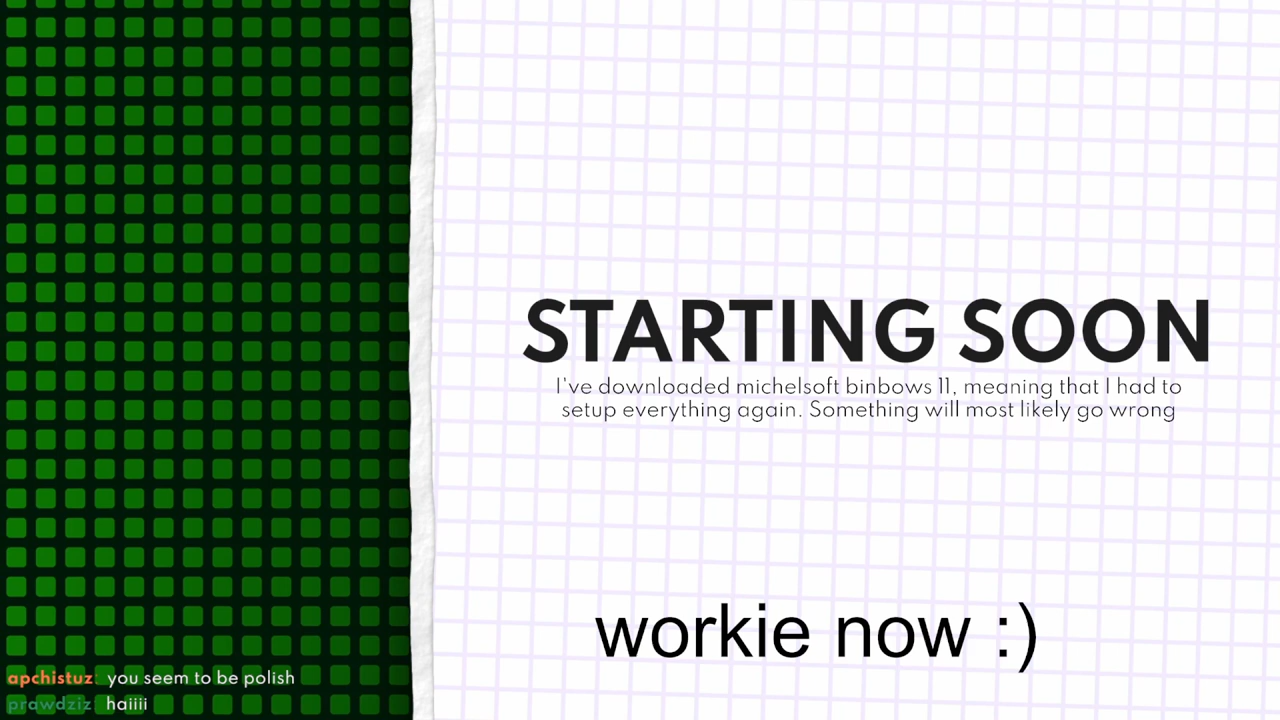 STARTING SOON
I've downloaded michelsoft binbows 11, meaning that I had to
setup everything again. Something will most likely go wrong
workie now :)
apchistuz: you seem to be polish
prawdziz: haiiii